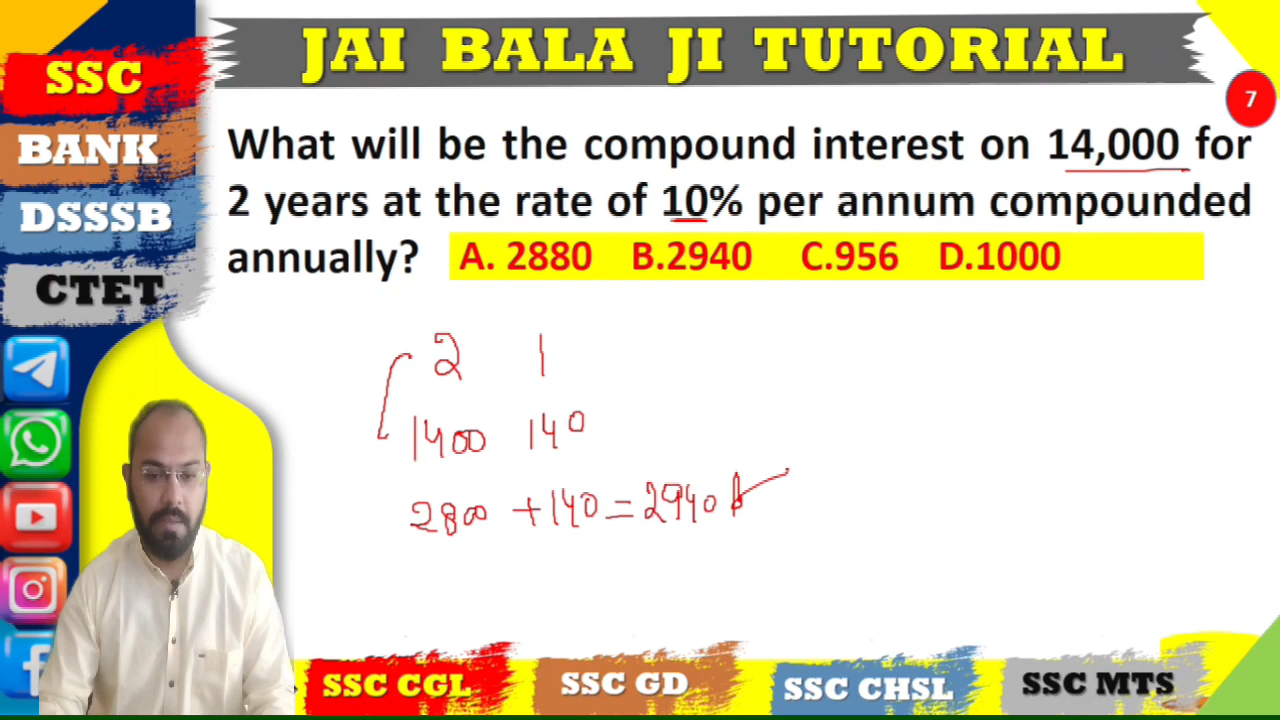 JAI BALA JI TUTORIAL
SSC
BANK
DSSSB
CTET
7
What will be the compound interest on 14,000 for
2 years at the rate of 10% per annum compounded
annually? A. 2880 B.2940 C.956 D.1000
2 1
1400 140
2800 +140=2940
SSC CGL
SSC GD
SSC CHSL
SSC MTS